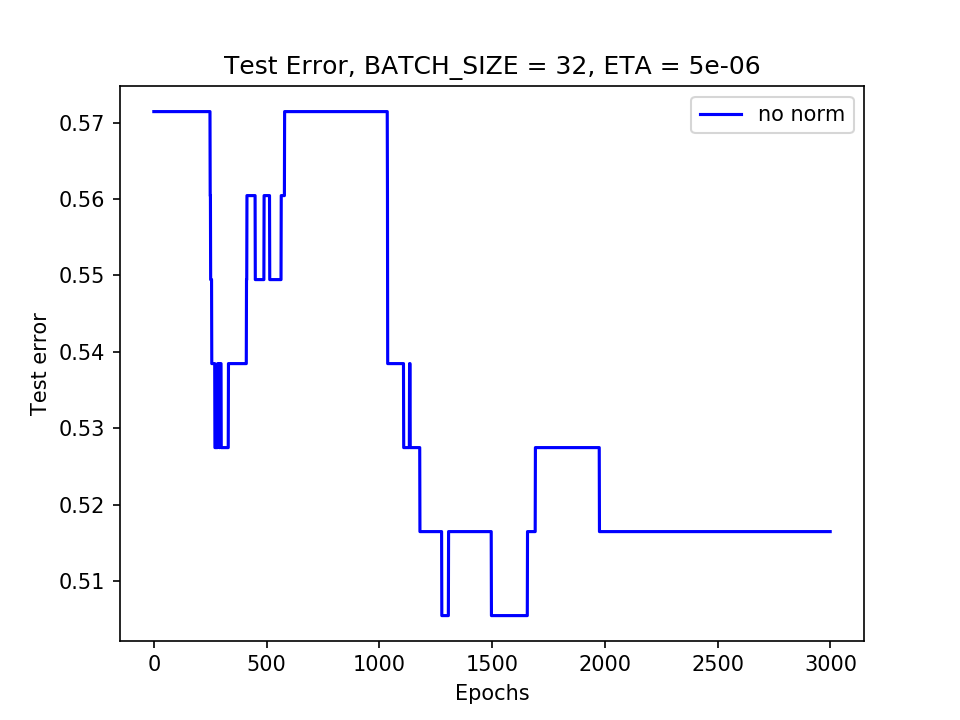 Test Error, BATCH_SIZE = 32, ETA = 5e-06
no norm
0.57
0.56
0.55
0.54
0.53
0.52
0.51
Test error
0 500 1000 1500 2000 2500 3000
Epochs